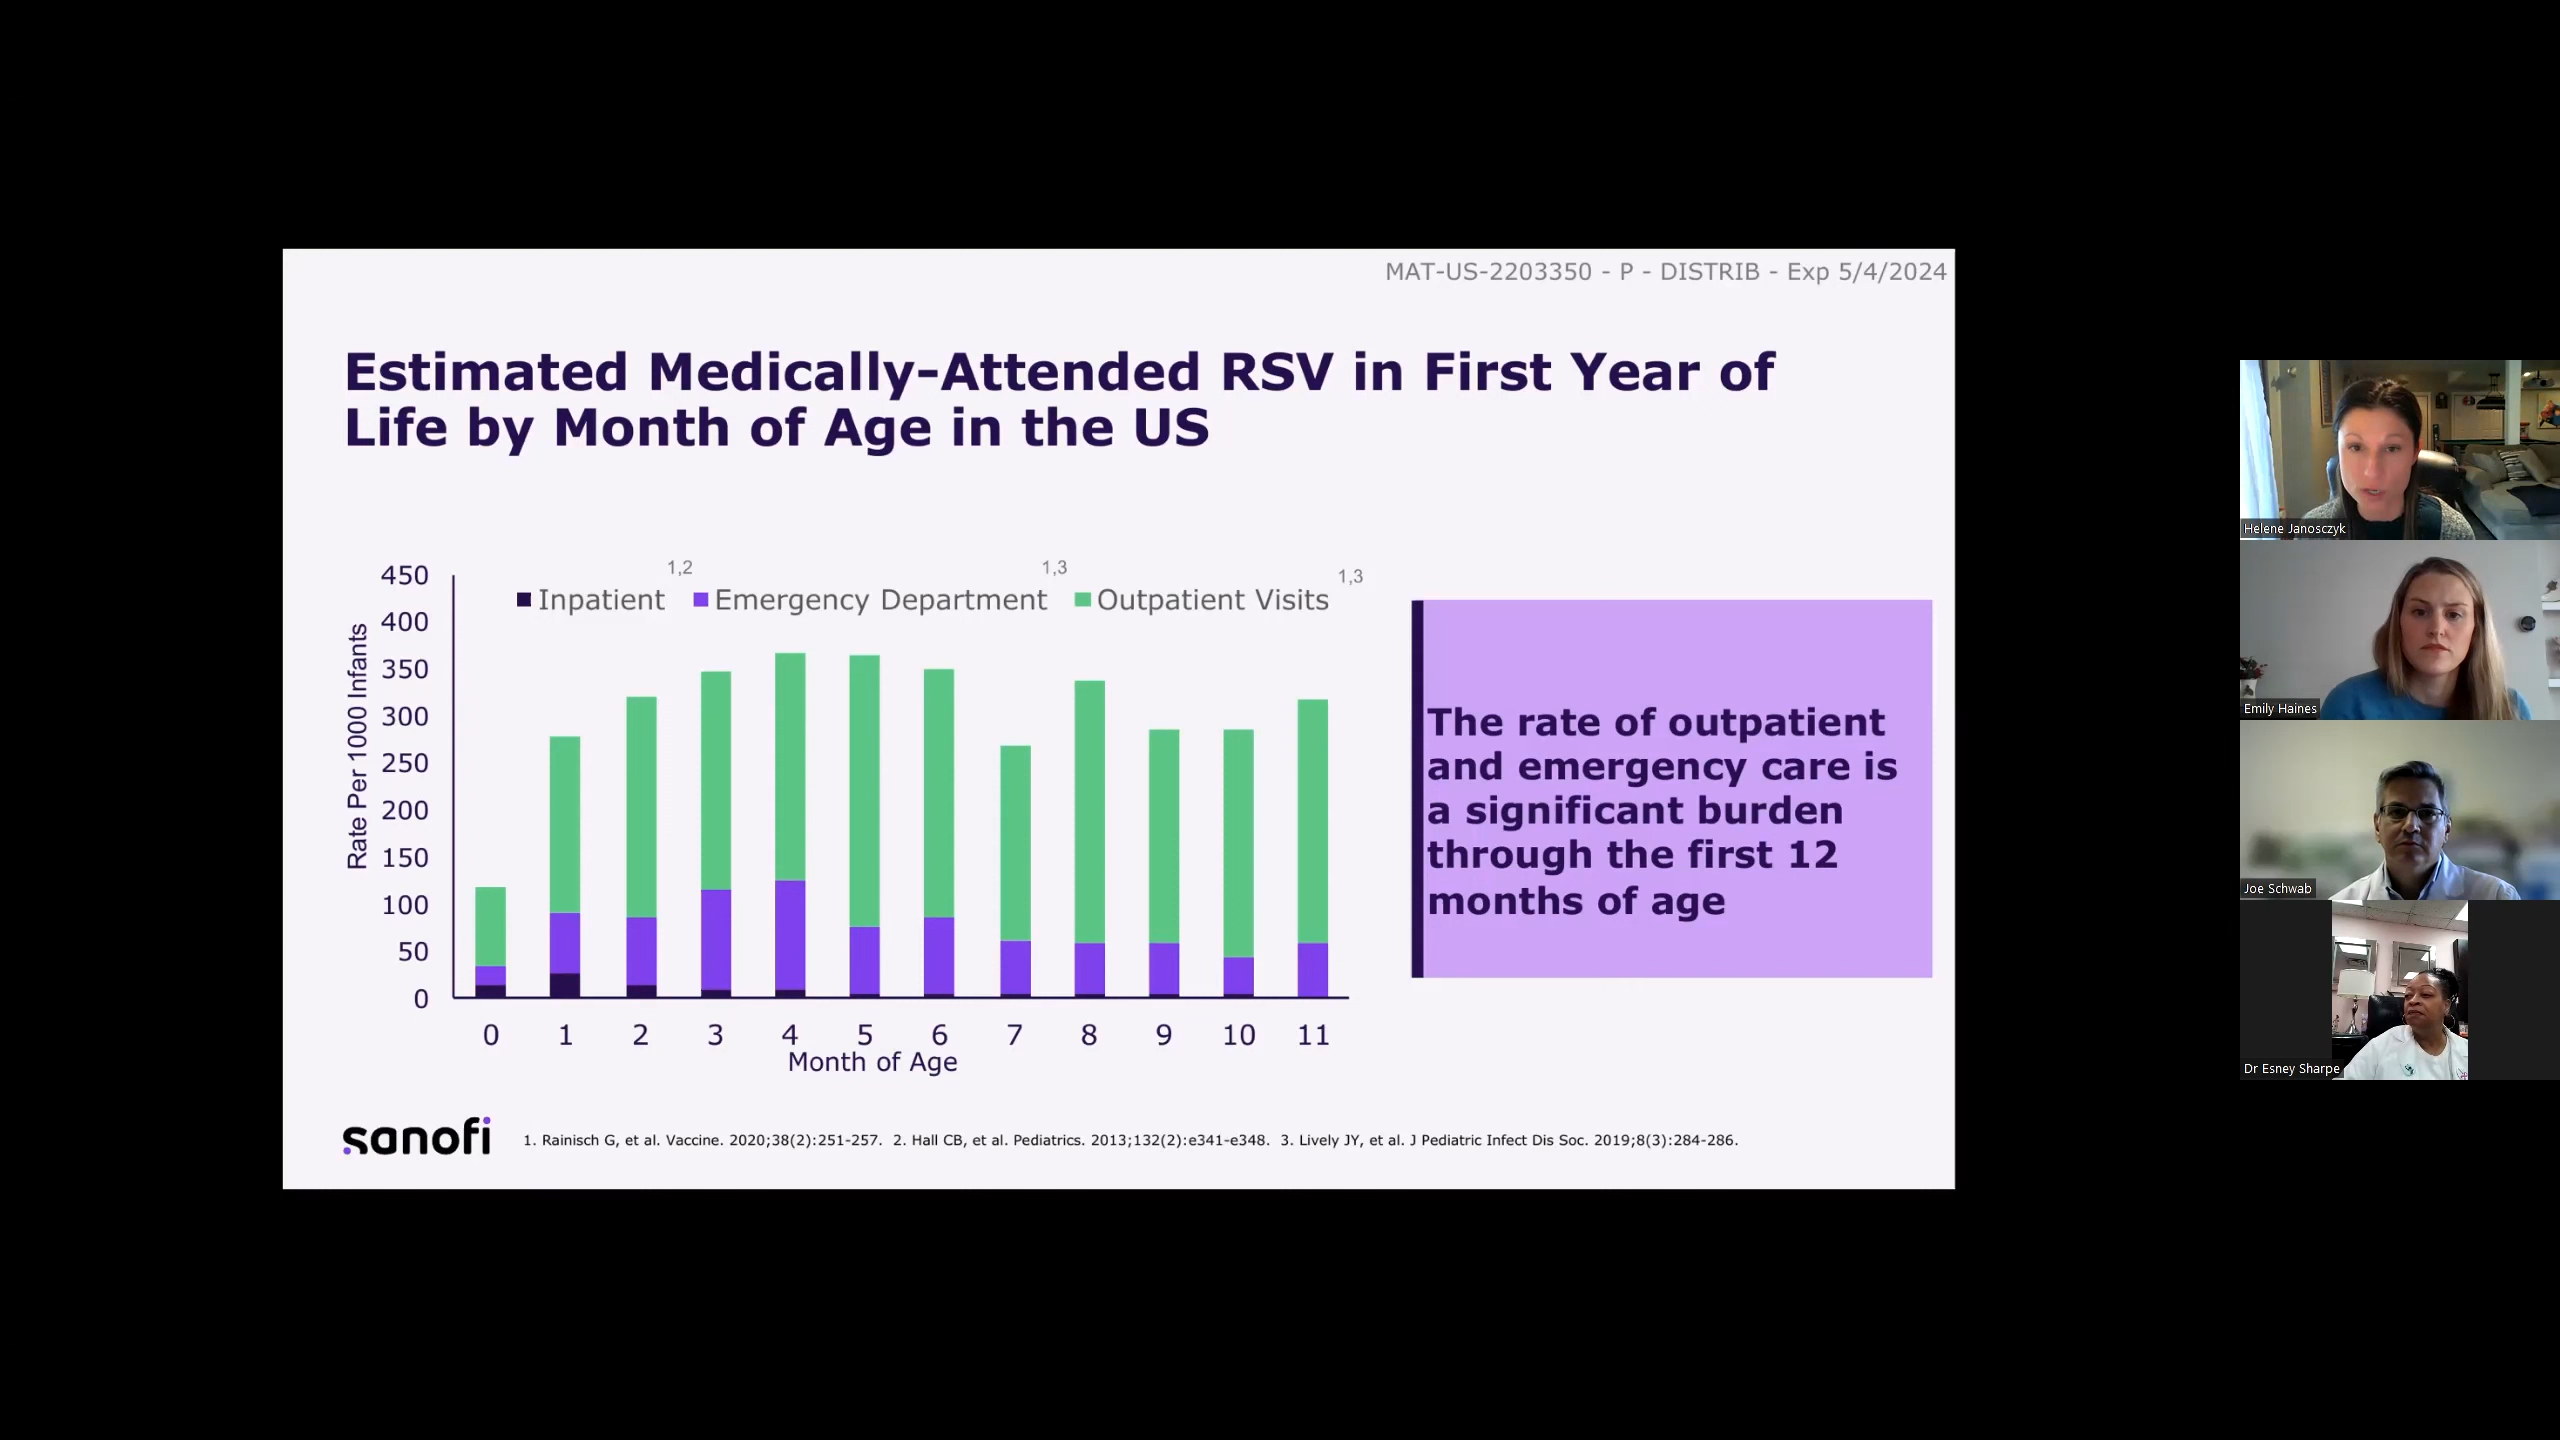 MAT-US-2203350 - P - DISTRIB - Exp 5/4/2024
Estimated Medically-Attended RSV in First Year of
Life by Month of Age in the US
1,2
1,3
1,3
Inpatient Emergency Department Outpatient Visits
Rate Per 1000 Infants
450
400
350
300
250
200
150
100
50
0
0 1 2 3 4 5 6 7 8 9 10 11
Month of Age
The rate of outpatient
and emergency care is
a significant burden
through the first 12
months of age
sanofi
1. Rainisch G, et al. Vaccine. 2020;38(2):251-257. 2. Hall CB, et al. Pediatrics. 2013;132(2):e341-e348. 3. Lively JY, et al. J Pediatric Infect Dis Soc. 2019;8(3):284-286.
Helene Janosczyk
Emily Haines
Joe Schwab
Dr Esney Sharpe